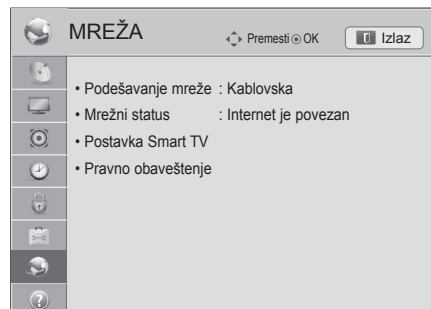 MREŽA
Premesti OK
Izlaz
• Podešavanje mreže : Kablovska
• Mrežni status : Internet je povezan
• Postavka Smart TV
• Pravno obaveštenje